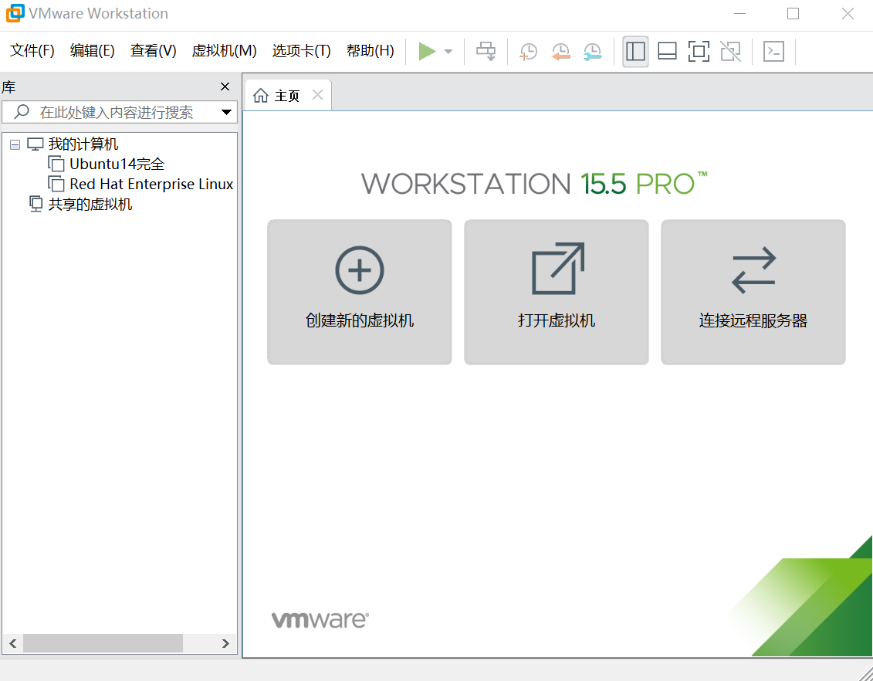 VMware Workstation
文件(F) 编辑(E) 查看(V) 虚拟机(M) 选项卡(T) 帮助(H)
库
在此处键入内容进行搜索
我的计算机
Ubuntu14完全
Red Hat Enterprise Linux
共享的虚拟机
主页
WORKSTATION 15.5 PRO™
创建新的虚拟机
打开虚拟机
连接远程服务器
vmware®